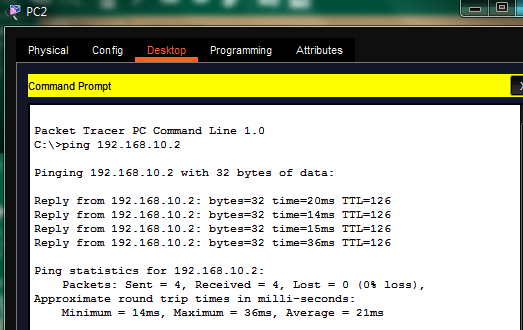 PC2
Physical Config Desktop Programming Attributes
Command Prompt
Packet Tracer PC Command Line 1.0
C:\>ping 192.168.10.2
Pinging 192.168.10.2 with 32 bytes of data:
Reply from 192.168.10.2: bytes=32 time=20ms TTL=126
Reply from 192.168.10.2: bytes=32 time=14ms TTL=126
Reply from 192.168.10.2: bytes=32 time=15ms TTL=126
Reply from 192.168.10.2: bytes=32 time=36ms TTL=126
Ping statistics for 192.168.10.2:
Packets: Sent = 4, Received = 4, Lost = 0 (0% loss),
Approximate round trip times in milli-seconds:
Minimum = 14ms, Maximum = 36ms, Average = 21ms